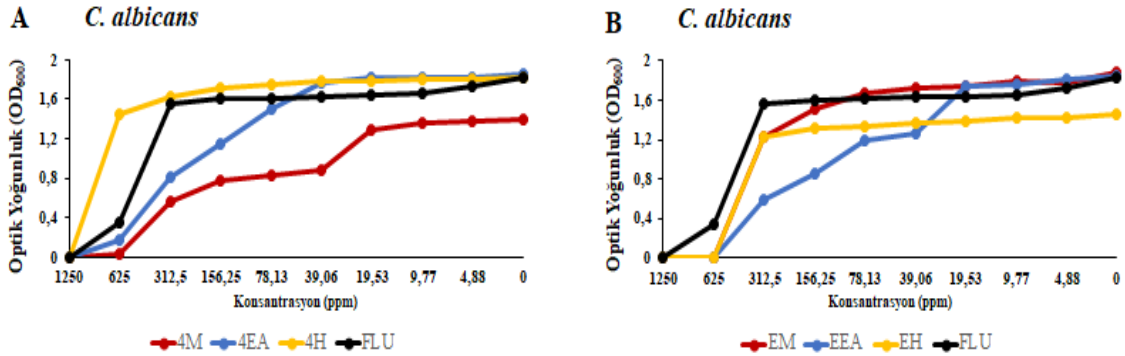 A
C. albicans
Optik Yoğunluk (OD600)
2
1,6
1,2
0,8
0,4
0
1250 625 312,5 156,25 78,13 39,06 19,53 9,77 4,88 0
Konsantrasyon (ppm)
4M 4EA 4H FLU
B
C. albicans
Optik Yoğunluk (OD600)
2
1,6
1,2
0,8
0,4
0
1250 625 312,5 156,25 78,13 39,06 19,53 9,77 4,88 0
Konsantrasyon (ppm)
EM EEA EH FLU